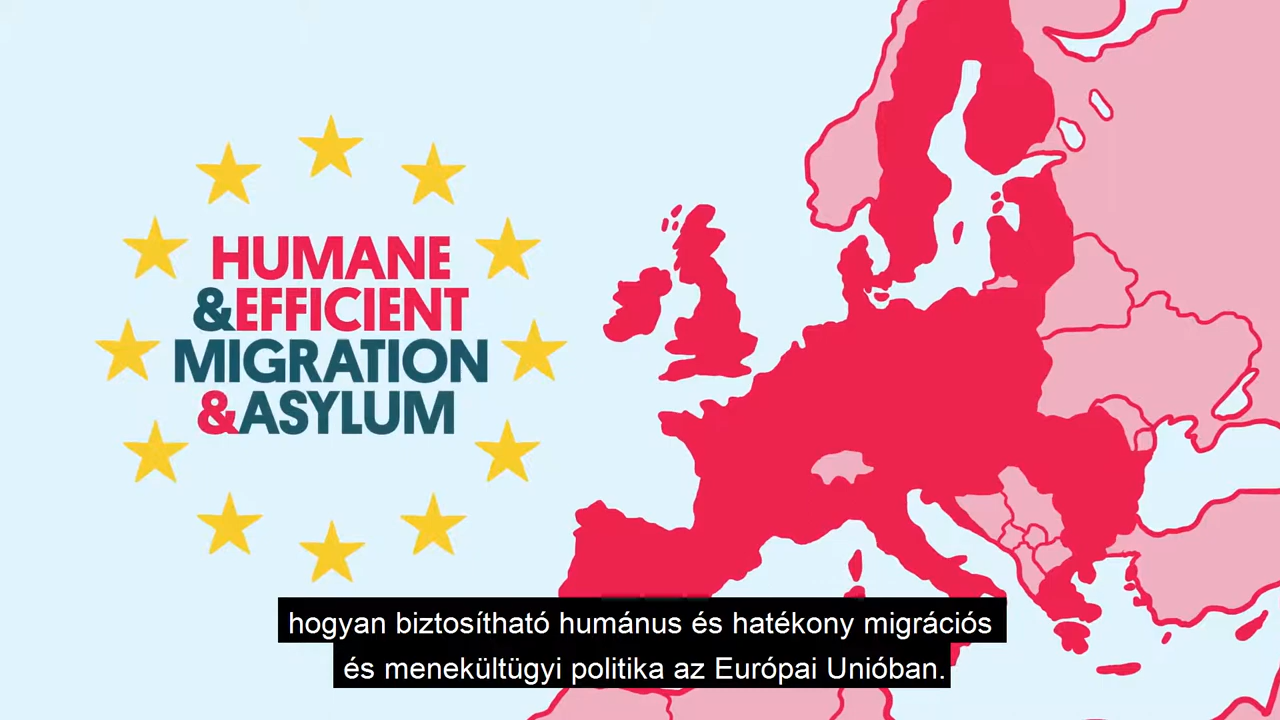 HUMANE
&EFFICIENT
MIGRATION
&ASYLUM
hogyan biztosítható humánus és hatékony migrációs
és menekültügyi politika az Európai Unióban.